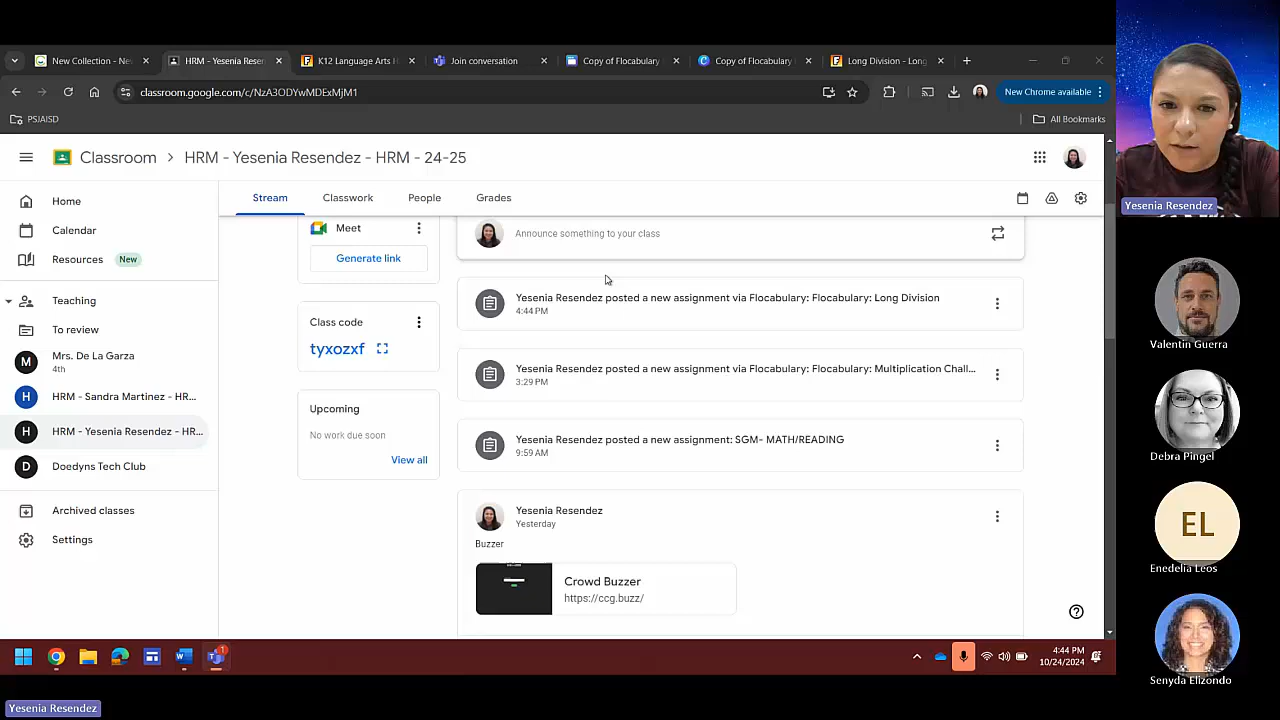 New Collection - Ne
HRM - Yesenia Reser
K12 Language Arts H
Join conversation
Copy of Flocabulary
Copy of Flocabulary
Long Division - Long
classroom.google.com/c/NzA3ODYwMDExMjM1
New Chrome available
PSJAISD
All Bookmarks
Classroom
HRM - Yesenia Resendez - HRM - 24-25
Yesenia Resendez
Home
Calendar
Resources
New
Teaching
To review
Mrs. De La Garza
4th
HRM - Sandra Martinez - HR...
HRM - Yesenia Resendez - HR...
Doedyns Tech Club
Archived classes
Settings
Stream
Classwork
People
Grades
Meet
Generate link
Class code
tyxozxf
Upcoming
No work due soon
View all
Announce something to your class
Yesenia Resendez posted a new assignment via Flocabulary: Flocabulary: Long Division
4:44 PM
Yesenia Resendez posted a new assignment via Flocabulary: Flocabulary: Multiplication Chall...
3:29 PM
Yesenia Resendez posted a new assignment: SGM- MATH/READING
9:59 AM
Yesenia Resendez
Yesterday
Buzzer
Crowd Buzzer
https://ccg.buzz/
Valentin Guerra
Debra Pingel
EL
Enedelia Leos
Senyda Elizondo
4:44 PM
10/24/2024
Yesenia Resendez